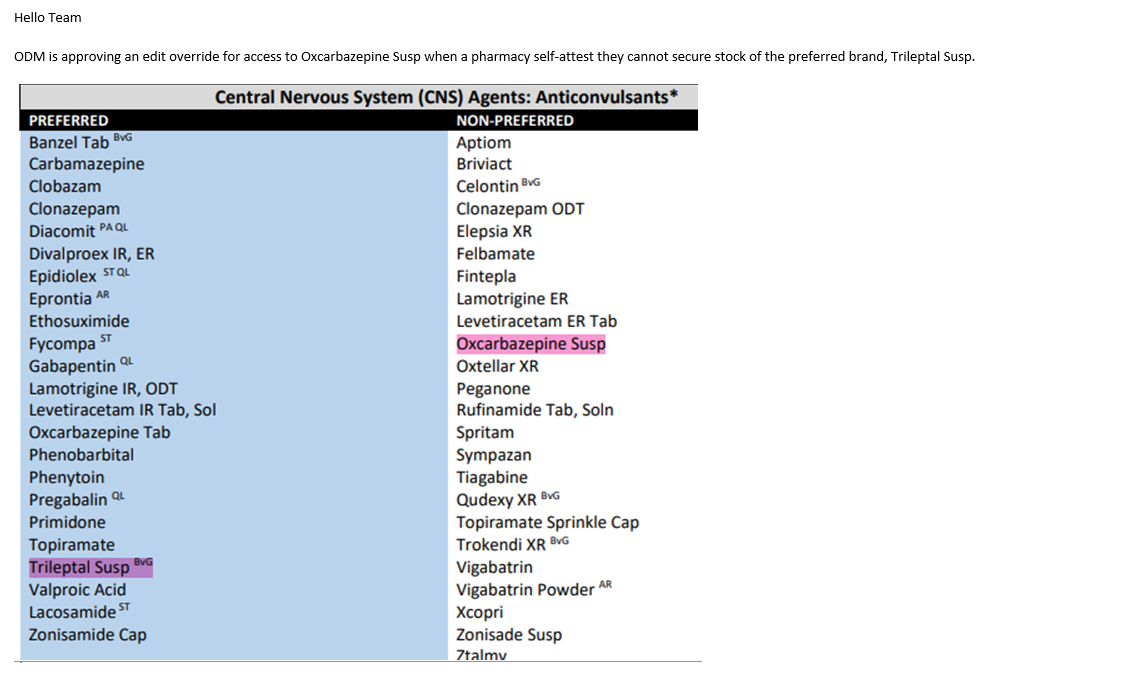 Hello Team
ODM is approving an edit override for access to Oxcarbazepine Susp when a pharmacy self-attest they cannot secure stock of the preferred brand, Trileptal Susp.
Central Nervous System (CNS) Agents: Anticonvulsants*
PREFERRED
Banzel Tab BvG
Carbamazepine
Clobazam
Clonazepam
Diacomit PA QL
Divalproex IR, ER
Epidiolex ST QL
Eprontia AR
Ethosuximide
Fycompa ST
Gabapentin QL
Lamotrigine IR, ODT
Levetiracetam IR Tab, Sol
Oxcarbazepine Tab
Phenobarbital
Phenytoin
Pregabalin QL
Primidone
Topiramate
Trileptal Susp BvG
Valproic Acid
Lacosamide ST
Zonisamide Cap
NON-PREFERRED
Aptiom
Briviact
Celontin BvG
Clonazepam ODT
Elepsia XR
Felbamate
Fintepla
Lamotrigine ER
Levetiracetam ER Tab
Oxcarbazepine Susp
Oxtellar XR
Peganone
Rufinamide Tab, Soln
Spritam
Sympazan
Tiagabine
Qudexy XR BvG
Topiramate Sprinkle Cap
Trokendi XR BvG
Vigabatrin
Vigabatrin Powder AR
Xcopri
Zonisade Susp
Ztalmy